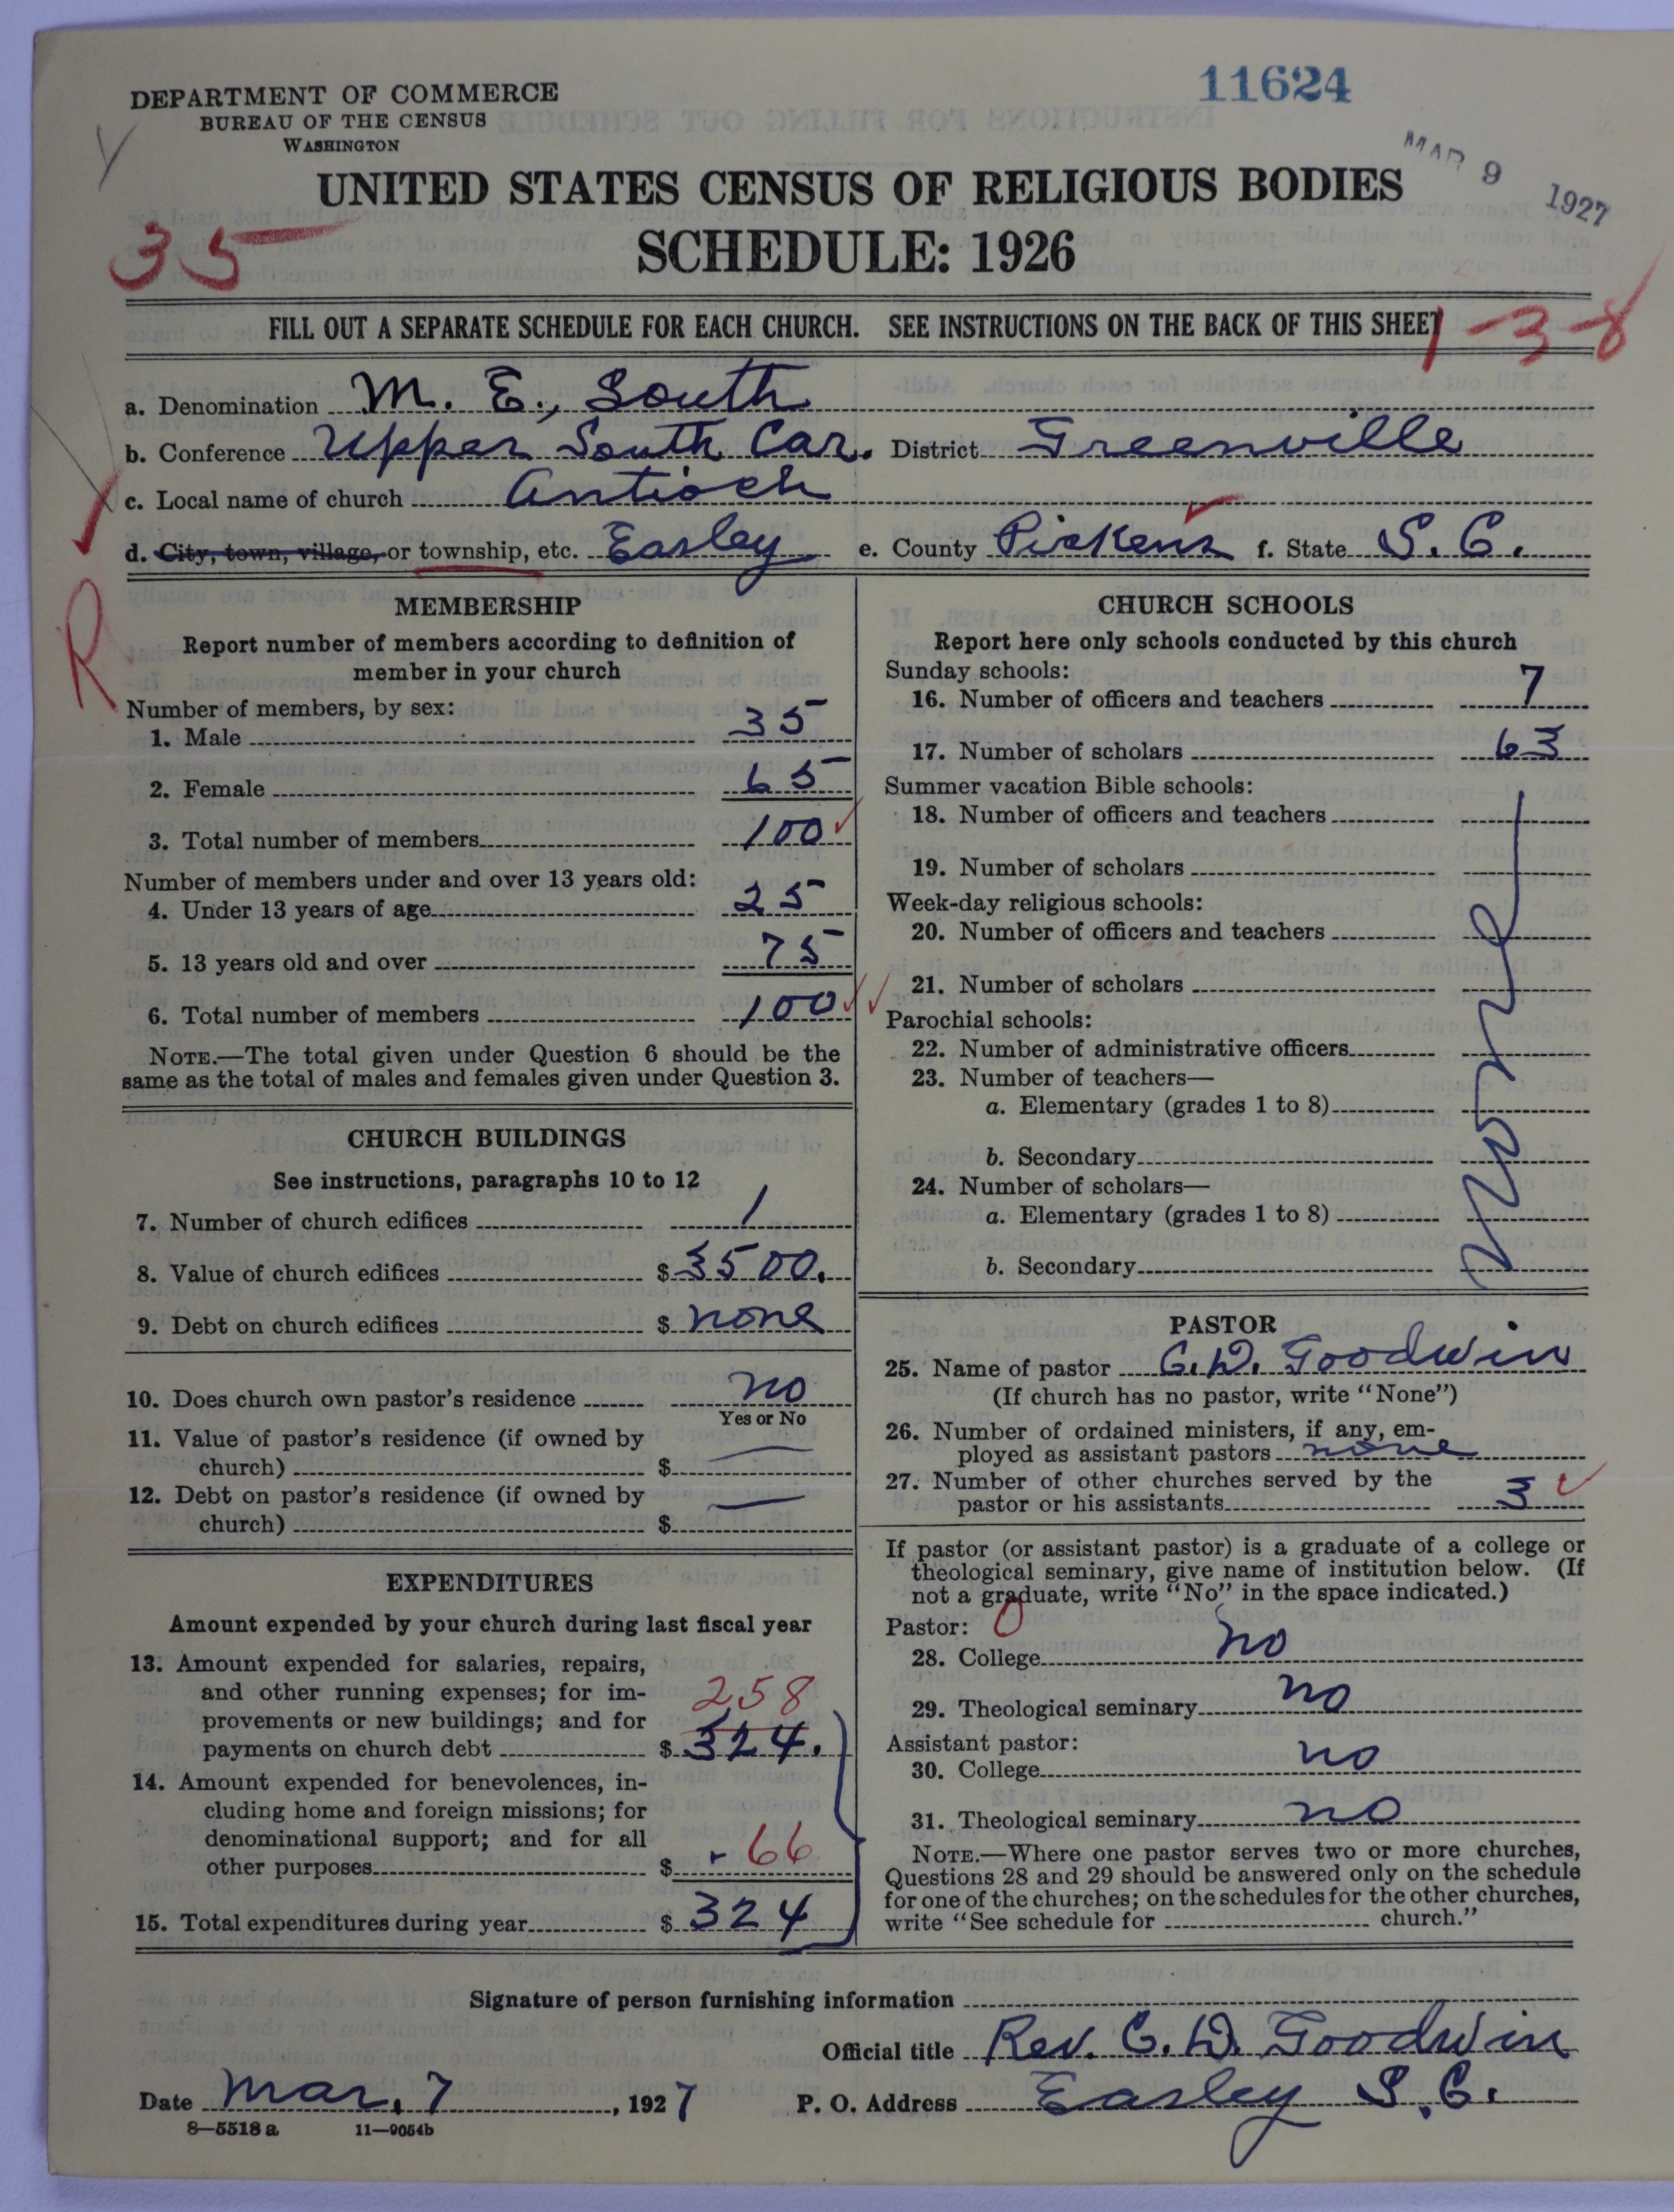 11624
DEPARTMENT OF COMMERCE
BUREAU OF THE CENSUS
WASHINGTON
MAR 9 1927
UNITED STATES CENSUS OF RELIGIOUS BODIES
35
SCHEDULE: 1926
FILL OUT A SEPARATE SCHEDULE FOR EACH CHURCH. SEE INSTRUCTIONS ON THE BACK OF THIS SHEET
1-38
a. Denomination M. E., South
b. Conference Upper South Car. District Greenville
c. Local name of church Antioch
d. City, town, village, or township, etc. Easley e. County Pickens f. State S. C.
R
MEMBERSHIP
Report number of members according to definition of
member in your church
Number of members, by sex:
1. Male 35
2. Female 65
3. Total number of members 100
Number of members under and over 13 years old:
4. Under 13 years of age 25
5. 13 years old and over 75
6. Total number of members 100
NOTE.—The total given under Question 6 should be the
same as the total of males and females given under Question 3.
CHURCH BUILDINGS
See instructions, paragraphs 10 to 12
7. Number of church edifices 1
8. Value of church edifices $ 3500.
9. Debt on church edifices $ none
10. Does church own pastor's residence no
Yes or No
11. Value of pastor's residence (if owned by
church) $ —
12. Debt on pastor's residence (if owned by
church) $ —
EXPENDITURES
Amount expended by your church during last fiscal year
13. Amount expended for salaries, repairs,
and other running expenses; for im-
provements or new buildings; and for 258
payments on church debt $ 324.
14. Amount expended for benevolences, in-
cluding home and foreign missions; for
denominational support; and for all
other purposes $ 66
15. Total expenditures during year $ 324
CHURCH SCHOOLS
Report here only schools conducted by this church
Sunday schools:
16. Number of officers and teachers 7
17. Number of scholars 63
Summer vacation Bible schools:
18. Number of officers and teachers
19. Number of scholars
Week-day religious schools:
20. Number of officers and teachers
21. Number of scholars
Parochial schools:
22. Number of administrative officers
23. Number of teachers—
a. Elementary (grades 1 to 8)
b. Secondary
24. Number of scholars—
a. Elementary (grades 1 to 8)
b. Secondary
None
PASTOR
25. Name of pastor C. D. Goodwin
(If church has no pastor, write "None")
26. Number of ordained ministers, if any, em-
ployed as assistant pastors none
27. Number of other churches served by the
pastor or his assistants 3
If pastor (or assistant pastor) is a graduate of a college or
theological seminary, give name of institution below. (If
not a graduate, write "No" in the space indicated.)
Pastor: 0
28. College no
29. Theological seminary no
Assistant pastor:
30. College no
31. Theological seminary no
NOTE.—Where one pastor serves two or more churches,
Questions 28 and 29 should be answered only on the schedule
for one of the churches; on the schedules for the other churches,
write "See schedule for church."
Signature of person furnishing information
Official title Rev. C. D. Goodwin
Date Mar, 7, 1927 P. O. Address Easley S. C.
8—5518 a 11—9054b